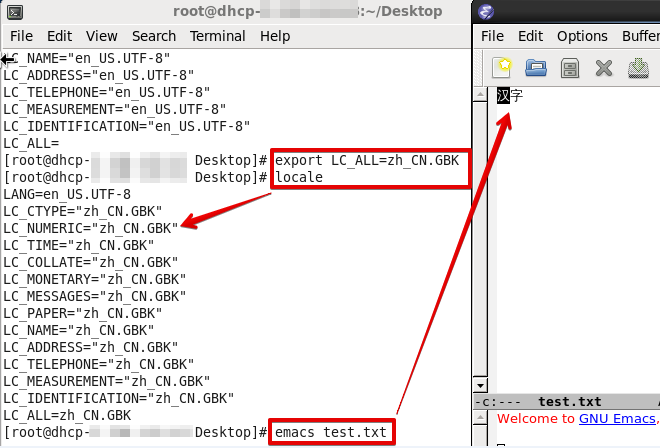 root@dhcp-
:~/Desktop
File Edit View Search Terminal Help
LC_NAME="en_US.UTF-8"
LC_ADDRESS="en_US.UTF-8"
LC_TELEPHONE="en_US.UTF-8"
LC_MEASUREMENT="en_US.UTF-8"
LC_IDENTIFICATION="en_US.UTF-8"
LC_ALL=
[root@dhcp- Desktop]# export LC_ALL=zh_CN.GBK
[root@dhcp- Desktop]# locale
LANG=en_US.UTF-8
LC_CTYPE="zh_CN.GBK"
LC_NUMERIC="zh_CN.GBK"
LC_TIME="zh_CN.GBK"
LC_COLLATE="zh_CN.GBK"
LC_MONETARY="zh_CN.GBK"
LC_MESSAGES="zh_CN.GBK"
LC_PAPER="zh_CN.GBK"
LC_NAME="zh_CN.GBK"
LC_ADDRESS="zh_CN.GBK"
LC_TELEPHONE="zh_CN.GBK"
LC_MEASUREMENT="zh_CN.GBK"
LC_IDENTIFICATION="zh_CN.GBK"
LC_ALL=zh_CN.GBK
[root@dhcp- Desktop]# emacs test.txt
File Edit Options Buffer
汉字
-c:--- test.txt
Welcome to GNU Emacs,